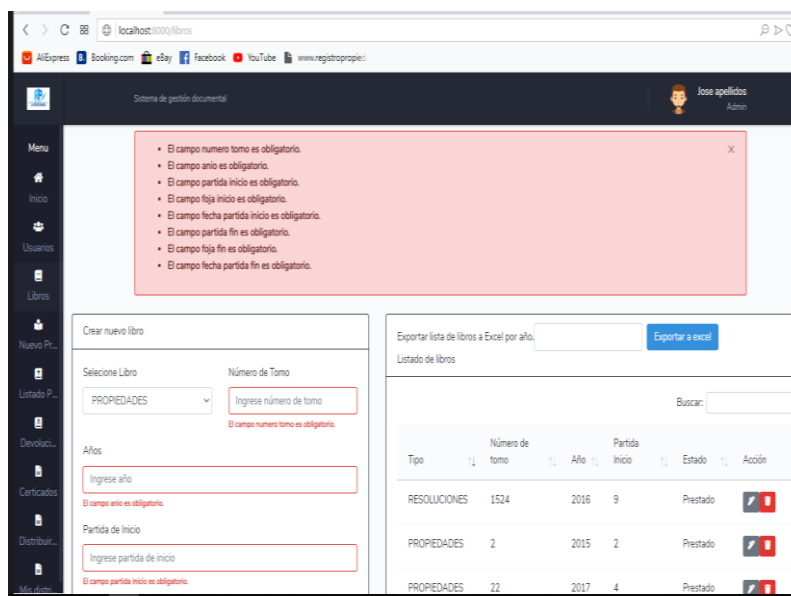 localhost:8000/libros
AliExpress B. Booking.com eBay Facebook YouTube www.registropropied
Sistema de gestión documental
Jose apellidos
Admin
Menu
Inicio
Usuarios
Libros
Nuevo Pr...
Listado P...
Devoluci...
Certicados
Distribuir...
Mis distri...
El campo numero tomo es obligatorio.
El campo anio es obligatorio.
El campo partida inicio es obligatorio.
El campo foja inicio es obligatorio.
El campo fecha partida inicio es obligatorio.
El campo partida fin es obligatorio.
El campo foja fin es obligatorio.
El campo fecha partida fin es obligatorio.
x
Crear nuevo libro
Selecione Libro
Número de Tomo
PROPIEDADES
Ingrese número de tomo
El campo numero tomo es obligatorio.
Años
Ingrese año
El campo anio es obligatorio.
Partida de Inicio
Ingrese partida de inicio
El campo partida inicio es obligatorio.
Exportar lista de libros a Excel por año.
Exportar a excel
Listado de libros
Buscar:
Tipo Número de tomo Año Partida Inicio Estado Acción
RESOLUCIONES 1524 2016 9 Prestado
PROPIEDADES 2 2015 2 Prestado
PROPIEDADES 22 2017 4 Prestado